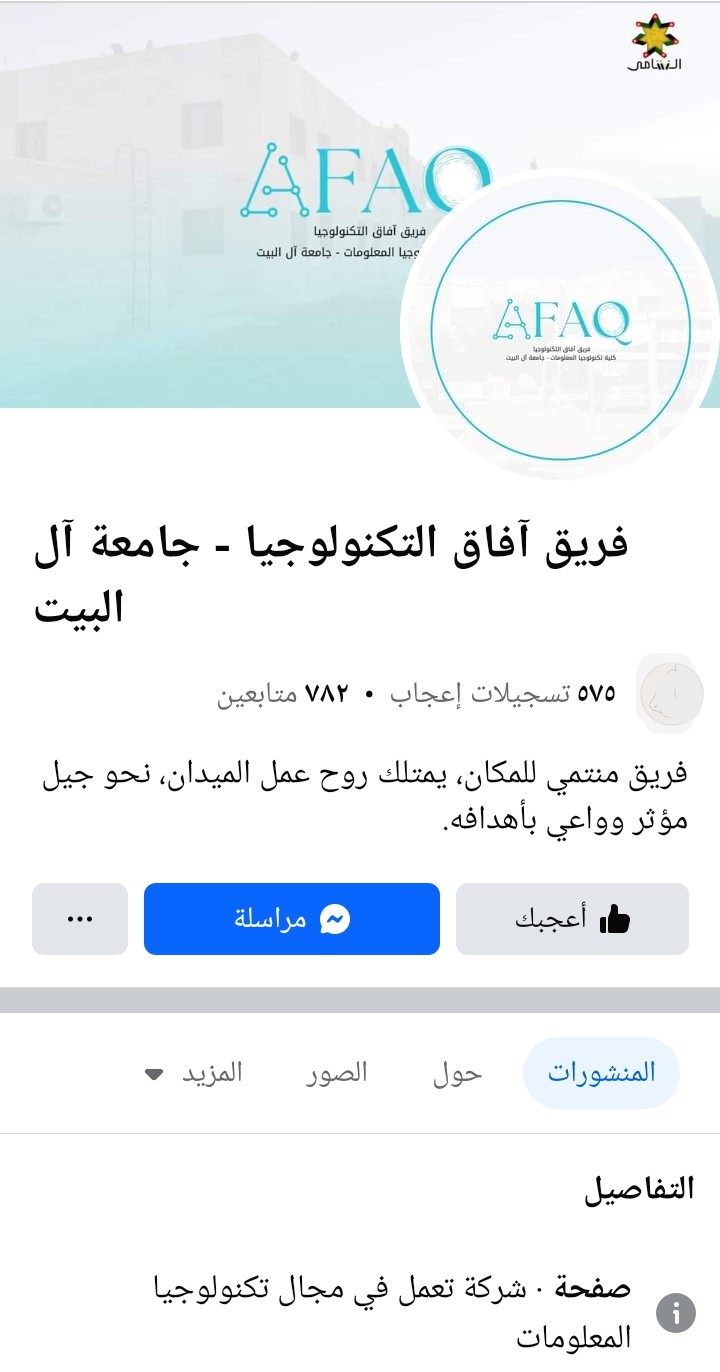 النشامى
AFAQ
فريق آفاق التكنولوجيا
وجيا المعلومات - جامعة آل البيت
AFAQ
فريق آفاق التكنولوجيا
كلية تكنولوجيا المعلومات - جامعة آل البيت
فريق آفاق التكنولوجيا - جامعة آل
البيت
٥٧٥ تسجيلات إعجاب • ٧٨٢ متابعين
فريق منتمي للمكان، يمتلك روح عمل الميدان، نحو جيل
مؤثر وواعي بأهدافه.
أعجبك
مراسلة
المنشورات
حول
الصور
المزيد
التفاصيل
صفحة · شركة تعمل في مجال تكنولوجيا
المعلومات